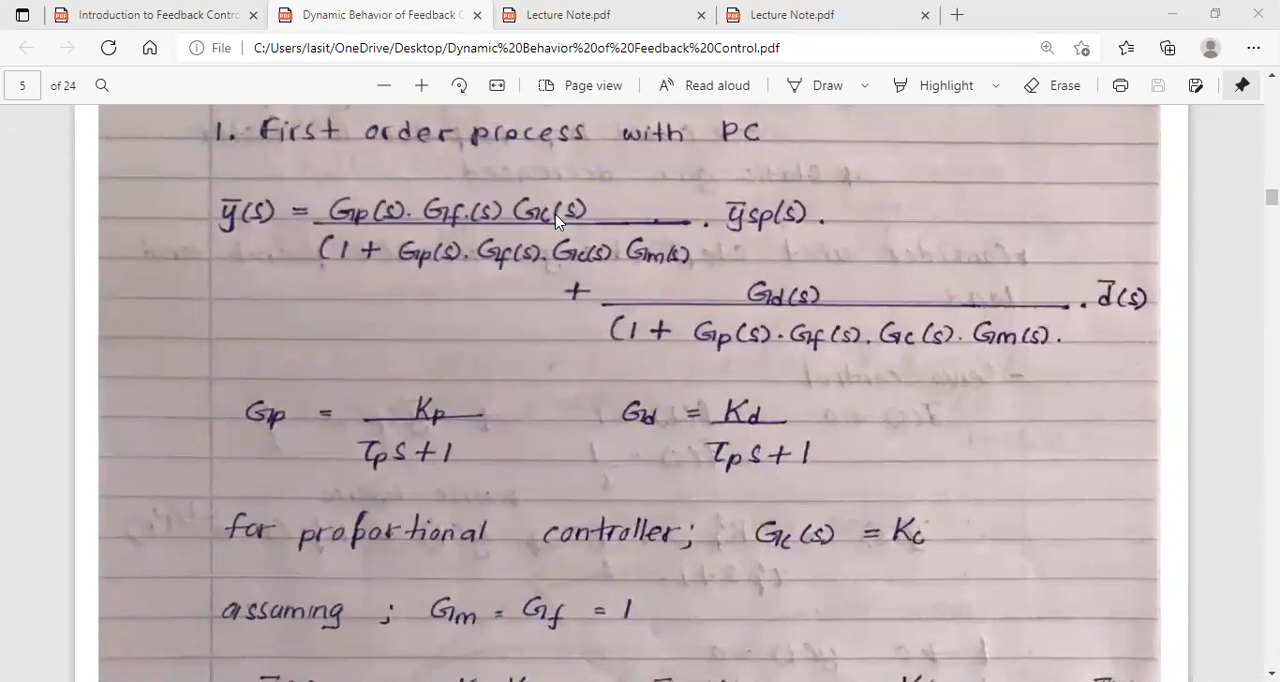 Introduction to Feedback Contro
Dynamic Behavior of Feedback C
Lecture Note.pdf
Lecture Note.pdf
File
C:/Users/lasit/OneDrive/Desktop/Dynamic%20Behavior%20of%20Feedback%20Control.pdf
5 of 24
Page view
Read aloud
Draw
Highlight
Erase
1. First order process with PC
ȳ(s) = Gp(s). Gf.(s) Gc(s) / (1 + Gp(s). Gf(s). Gc(s). Gm(s) . ȳsp(s).
+ Gd(s) / (1 + Gp(s). Gf(s). Gc(s). Gm(s). . d̄(s)
Gp = Kp / τps+1 Gd = Kd / τps+1
for proportional controller; Gc(s) = Kc
assuming ; Gm = Gf = 1